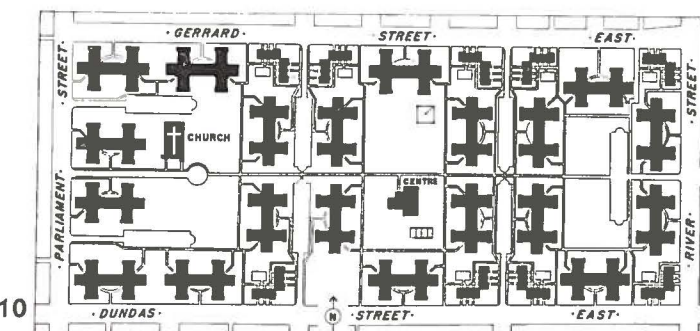 · GERRARD · STREET · EAST ·
· STREET ·
PARLIAMENT ·
CHURCH
CENTRE
STREET ·
· RIVER
10
· DUNDAS · N · STREET · EAST ·